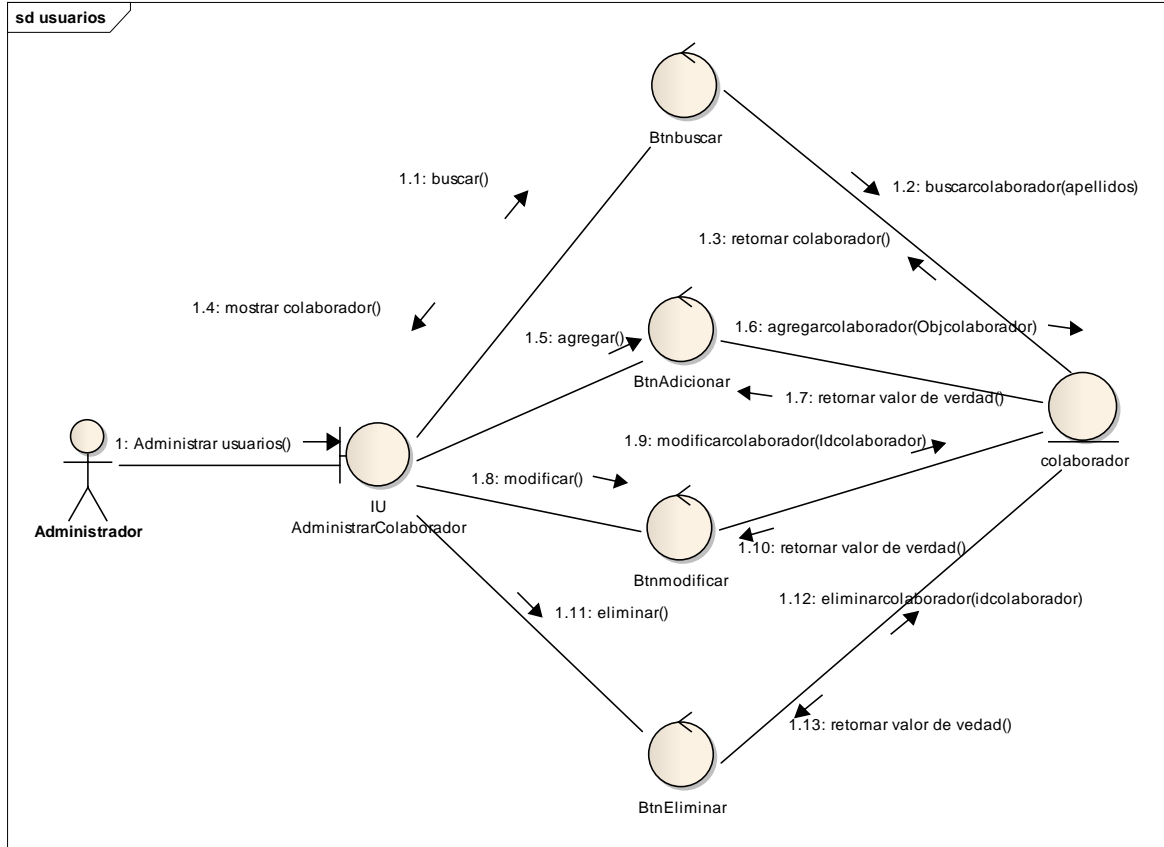 sd usuarios
Btnbuscar
1.1: buscar()
1.2: buscarcolaborador(apellidos)
1.3: retornar colaborador()
1.4: mostrar colaborador()
1.5: agregar()
1.6: agregarcolaborador(Objcolaborador)
BtnAdicionar
1.7: retornar valor de verdad()
1: Administrar usuarios()
1.9: modificarcolaborador(Idcolaborador)
colaborador
1.8: modificar()
IU
AdministrarColaborador
Administrador
1.10: retornar valor de verdad()
Btnmodificar
1.12: eliminarcolaborador(idcolaborador)
1.11: eliminar()
1.13: retornar valor de vedad()
BtnEliminar